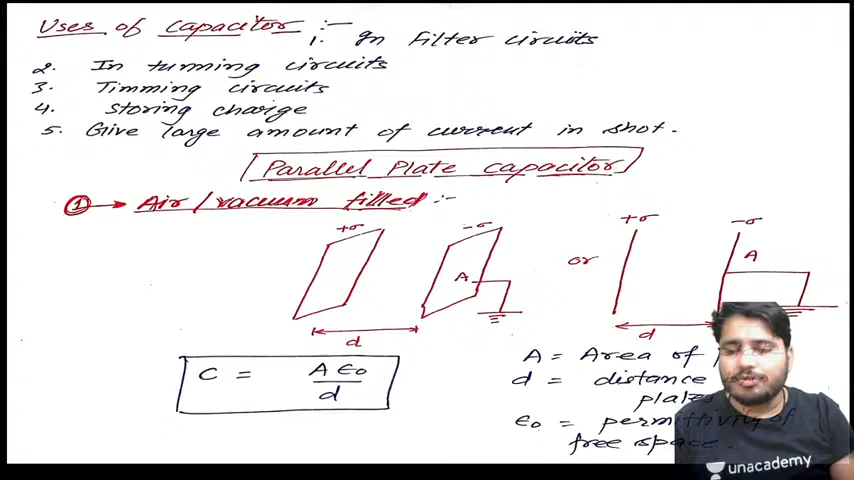 Uses of Capacitor :-
1. In Filter circuits
2. In tunning circuits
3. Timming circuits
4. storing charge
5. Give large amount of current in shot.
Parallel Plate capacitor
① → Air/vacuum filled :-
+σ -σ
A
d
or
+σ -σ
A
d
C = Aϵ₀/d
A = Area of
d = distance
plates
ϵ₀ = permittivity of
free space.
unacademy